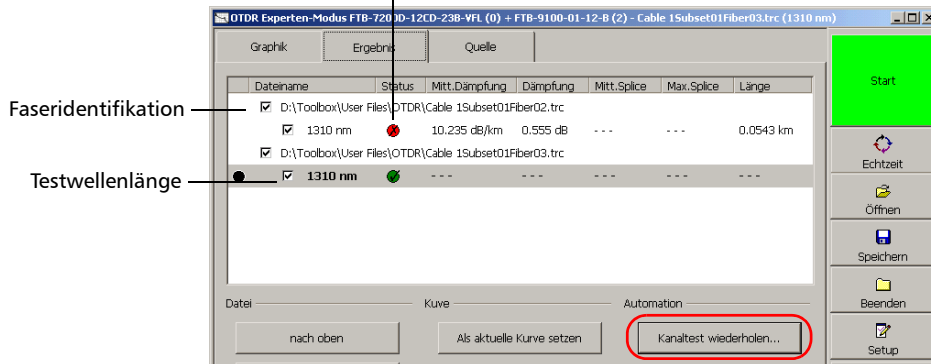 OTDR Experten-Modus FTB-7200D-12CD-23B-VFL (0) + FTB-9100-01-12-B (2) - Cable 1Subset01Fiber03.trc (1310 nm)
Graphik Ergebnis Quelle
Start
Dateiname Status Mitt.Dämpfung Dämpfung Mitt.Splice Max.Splice Länge
Faseridentifikation
D:\Toolbox\User Files\OTDR\Cable 1Subset01Fiber02.trc
1310 nm 10.235 dB/km 0.555 dB --- --- 0.0543 km
D:\Toolbox\User Files\OTDR\Cable 1Subset01Fiber03.trc
Echtzeit
Testwellenlänge
1310 nm --- --- --- --- ---
Öffnen
Speichern
Datei Kuve Automation
Beenden
nach oben Als aktuelle Kurve setzen Kanaltest wiederholen...
Setup